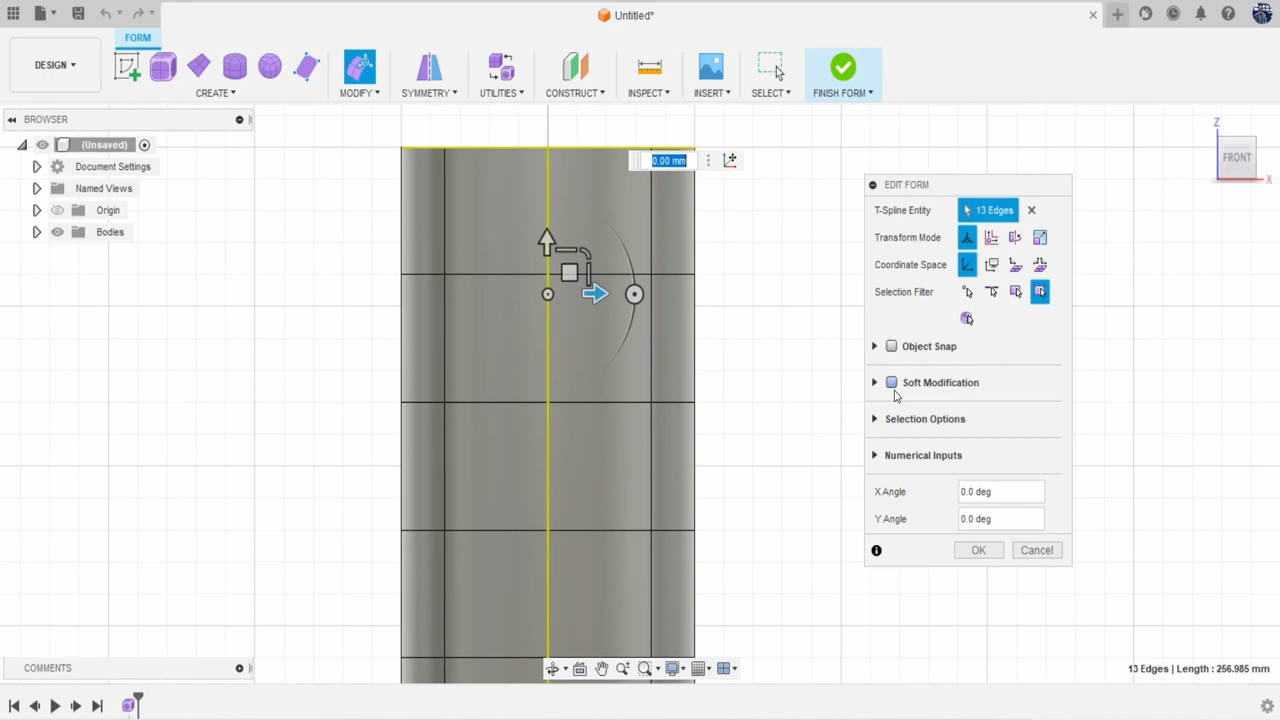 Untitled*
FORM
DESIGN
CREATE
MODIFY
SYMMETRY
UTILITIES
CONSTRUCT
INSPECT
INSERT
SELECT
FINISH FORM
BROWSER
(Unsaved)
Document Settings
Named Views
Origin
Bodies
0.00 mm
Z
FRONT
X
EDIT FORM
T-Spline Entity 13 Edges
Transform Mode
Coordinate Space
Selection Filter
Object Snap
Soft Modification
Selection Options
Numerical Inputs
X Angle 0.0 deg
Y Angle 0.0 deg
OK Cancel
COMMENTS
13 Edges | Length : 256.985 mm